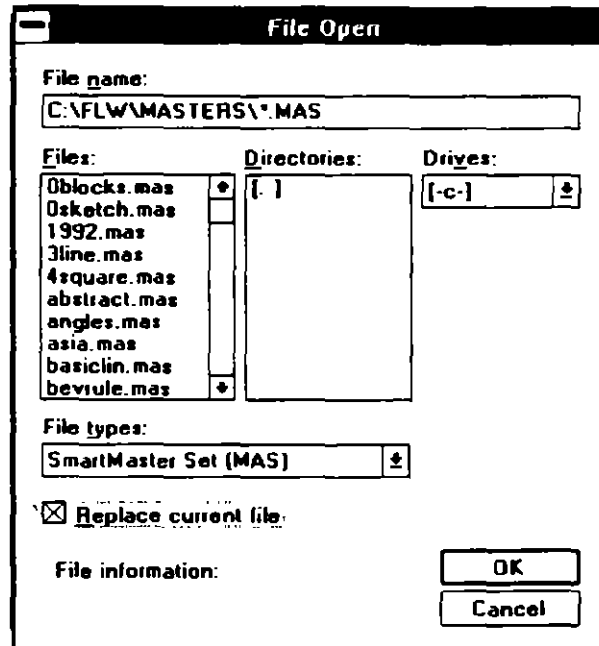 File Open
File name:
C:\FLW\MASTERS\*.MAS
Files:
Directories:
Drives:
0blocks.mas
0sketch.mas
1992.mas
3line.mas
4square.mas
abstract.mas
angles.mas
asia.mas
basiclin.mas
bevrule.mas
[. ]
[-c-]
File types:
SmartMaster Set (MAS)
Replace current file
File information:
OK
Cancel